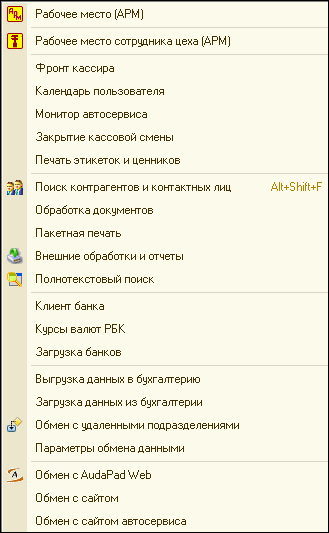 Рабочее место (АРМ)
Рабочее место сотрудника цеха (АРМ)
Фронт кассира
Календарь пользователя
Монитор автосервиса
Закрытие кассовой смены
Печать этикеток и ценников
Поиск контрагентов и контактных лиц Alt+Shift+F
Обработка документов
Пакетная печать
Внешние обработки и отчеты
Полнотекстовый поиск
Клиент банка
Курсы валют РБК
Загрузка банков
Выгрузка данных в бухгалтерию
Загрузка данных из бухгалтерии
Обмен с удаленными подразделениями
Параметры обмена данными
Обмен с AudaPad Web
Обмен с сайтом
Обмен с сайтом автосервиса